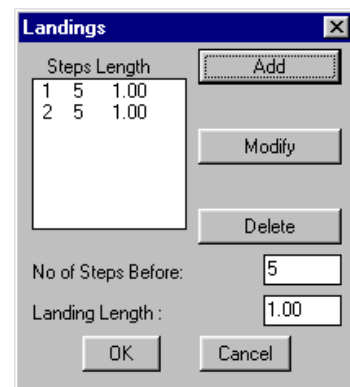 Landings
Steps Length
1 5 1.00
2 5 1.00
Add
Modify
Delete
No of Steps Before: 5
Landing Length : 1.00
OK Cancel